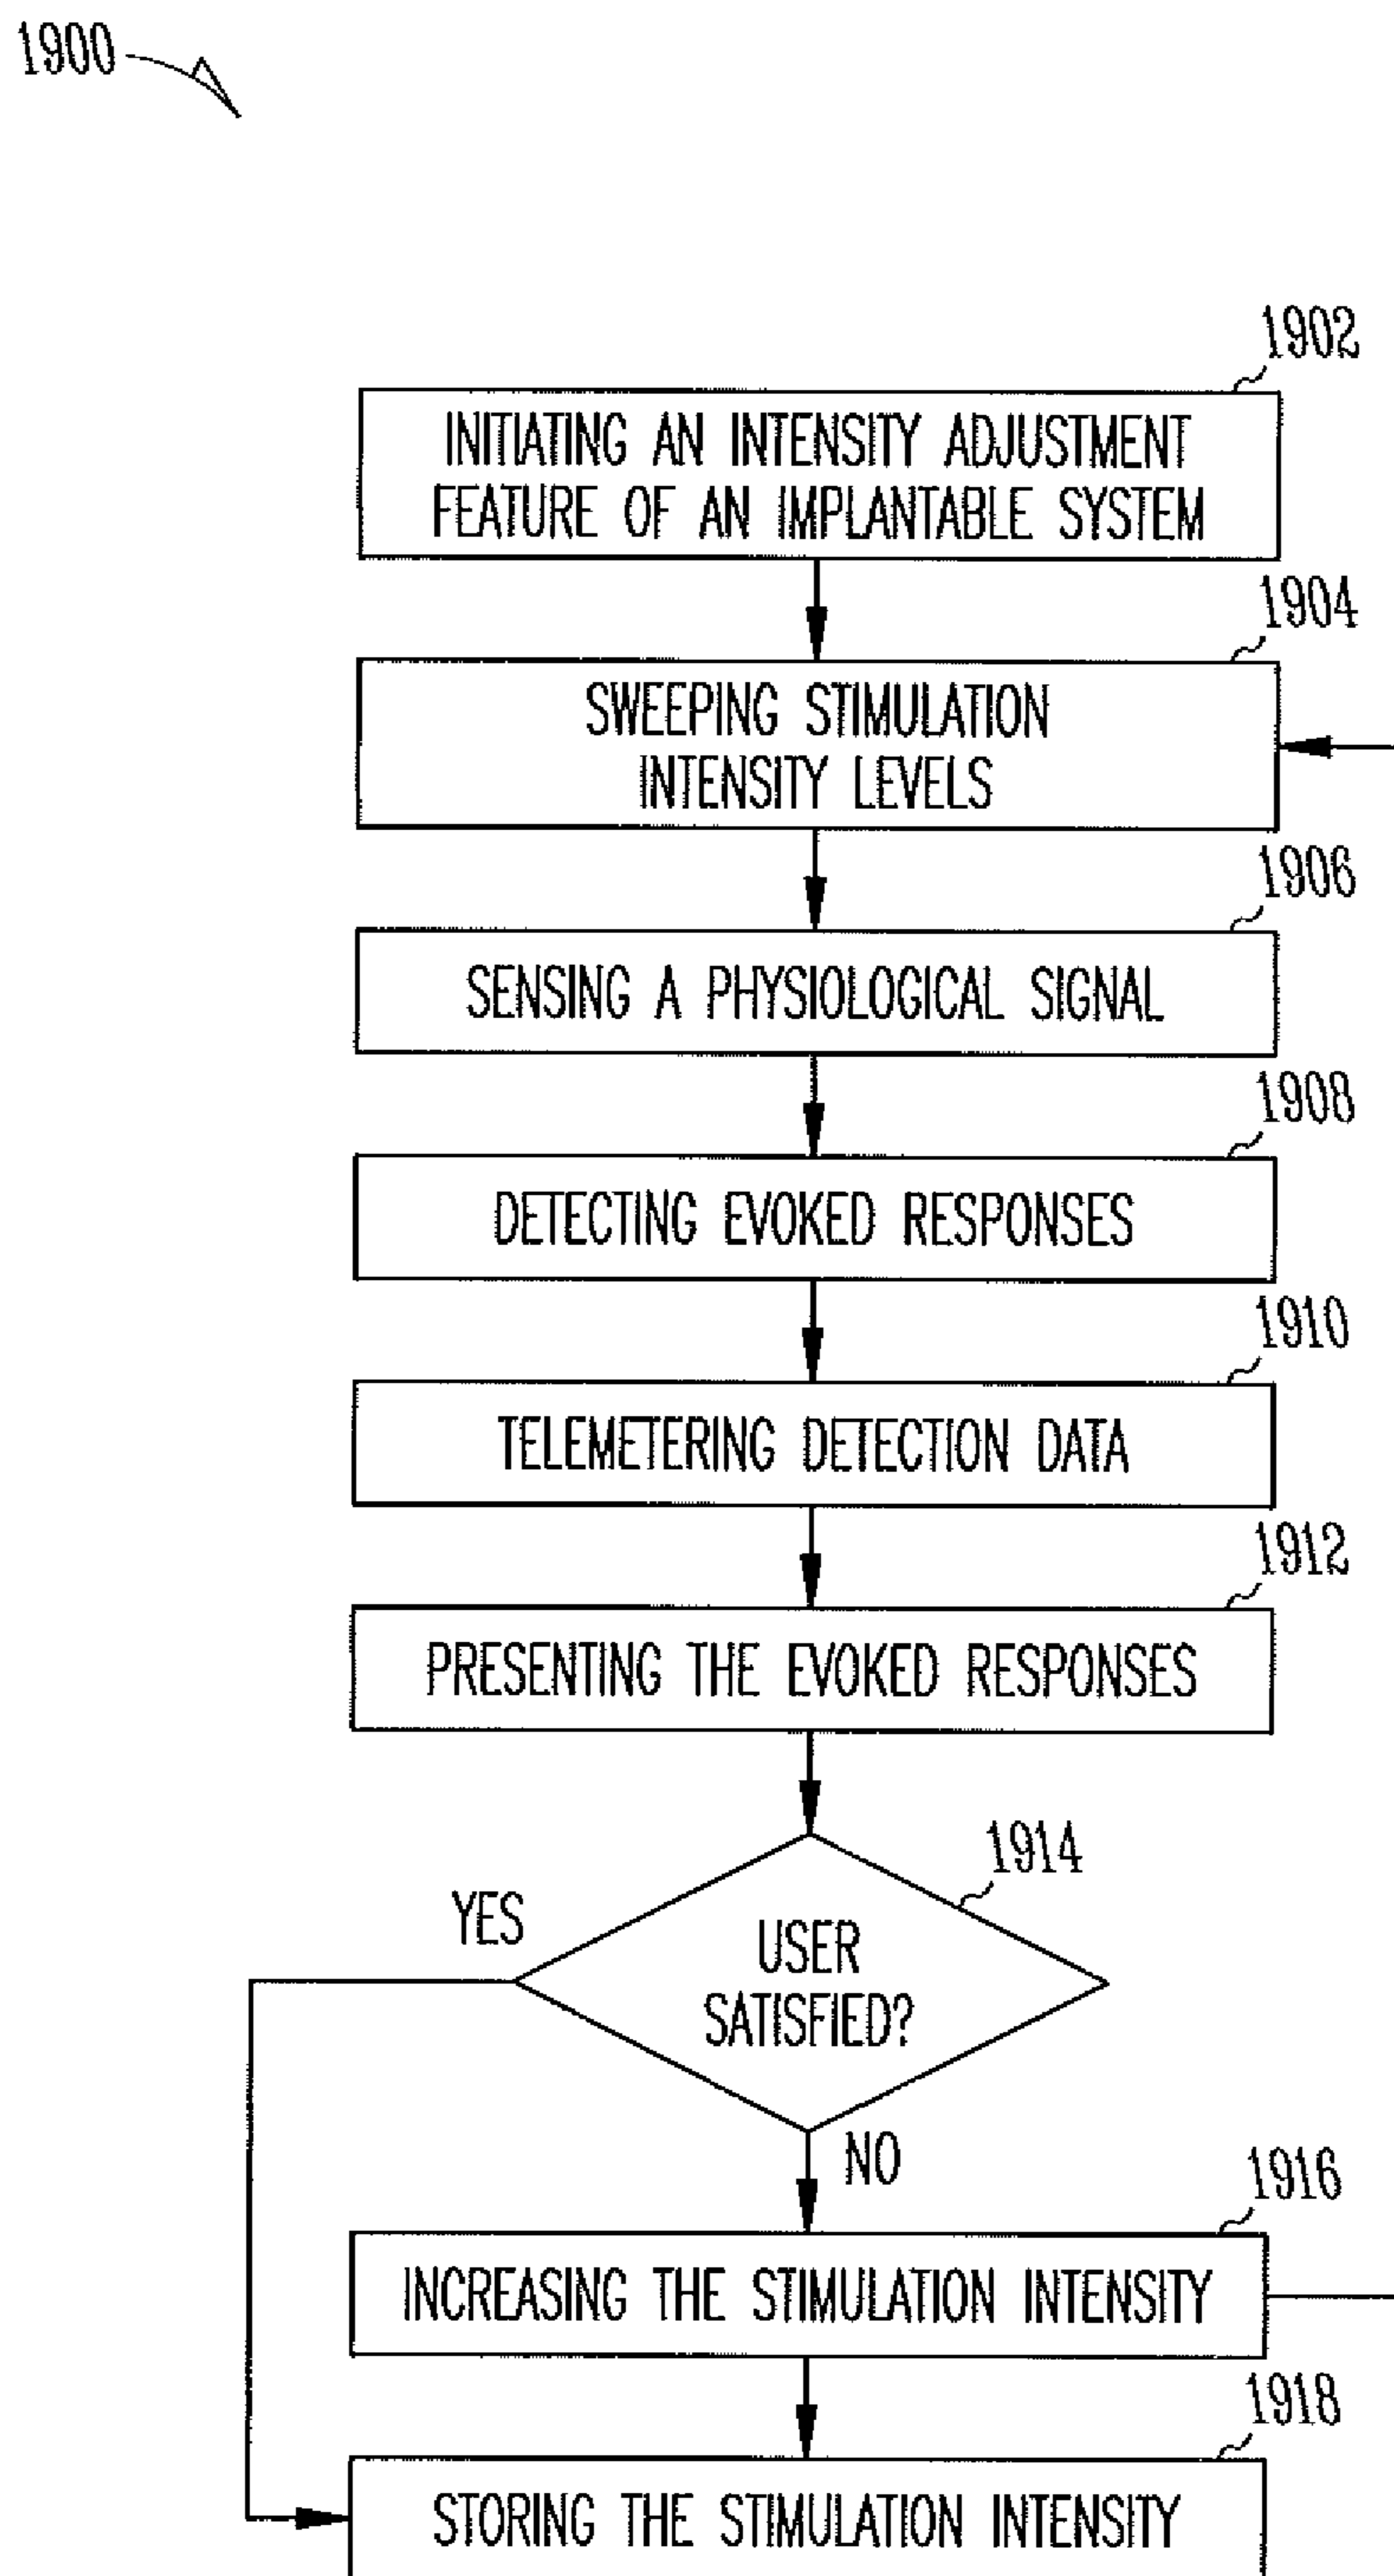 1900
1902
INITIATING AN INTENSITY ADJUSTMENT
FEATURE OF AN IMPLANTABLE SYSTEM
1904
SWEEPING STIMULATION
INTENSITY LEVELS
1906
SENSING A PHYSIOLOGICAL SIGNAL
1908
DETECTING EVOKED RESPONSES
1910
TELEMETERING DETECTION DATA
1912
PRESENTING THE EVOKED RESPONSES
1914
YES
USER
SATISFIED?
NO
1916
INCREASING THE STIMULATION INTENSITY
1918
STORING THE STIMULATION INTENSITY